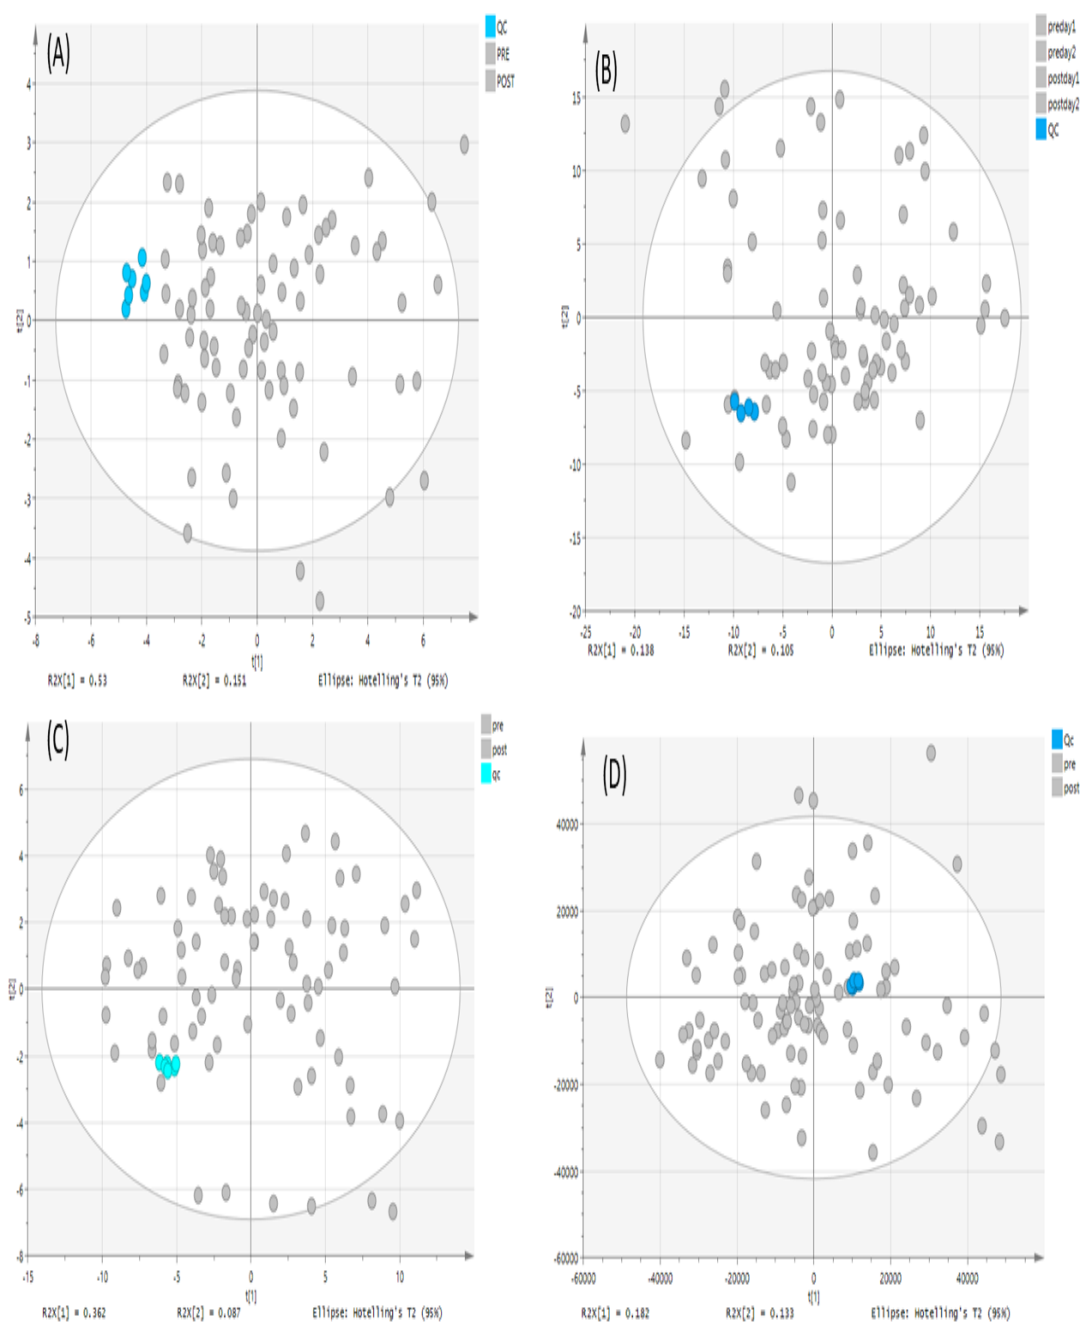 (A)
QC
PRE
POST
4
3
2
1
0
-1
-2
-3
-4
-5
t[2]
-8
-6
-4
-2
0
2
4
6
t[1]
R2X[1] = 0.53
R2X[2] = 0.151
Ellipse: Hotelling's T2 (95%)
(B)
preday1
preday2
postday1
postday2
QC
15
10
5
0
-5
-10
-15
-20
t[2]
-25
-20
-15
-10
-5
0
5
10
15
R2X[1] = 0.138
R2X[2] = 0.105
Ellipse: Hotelling's T2 (95%)
(C)
pre
post
qc
6
4
2
0
-2
-4
-6
-8
t[2]
-15
-10
-5
0
5
10
t[1]
R2X[1] = 0.362
R2X[2] = 0.087
Ellipse: Hotelling's T2 (95%)
(D)
Qc
pre
post
40000
20000
0
-20000
-40000
-60000
t[2]
-60000
-40000
-20000
0
20000
40000
t[1]
R2X[1] = 0.182
R2X[2] = 0.133
Ellipse: Hotelling's T2 (95%)